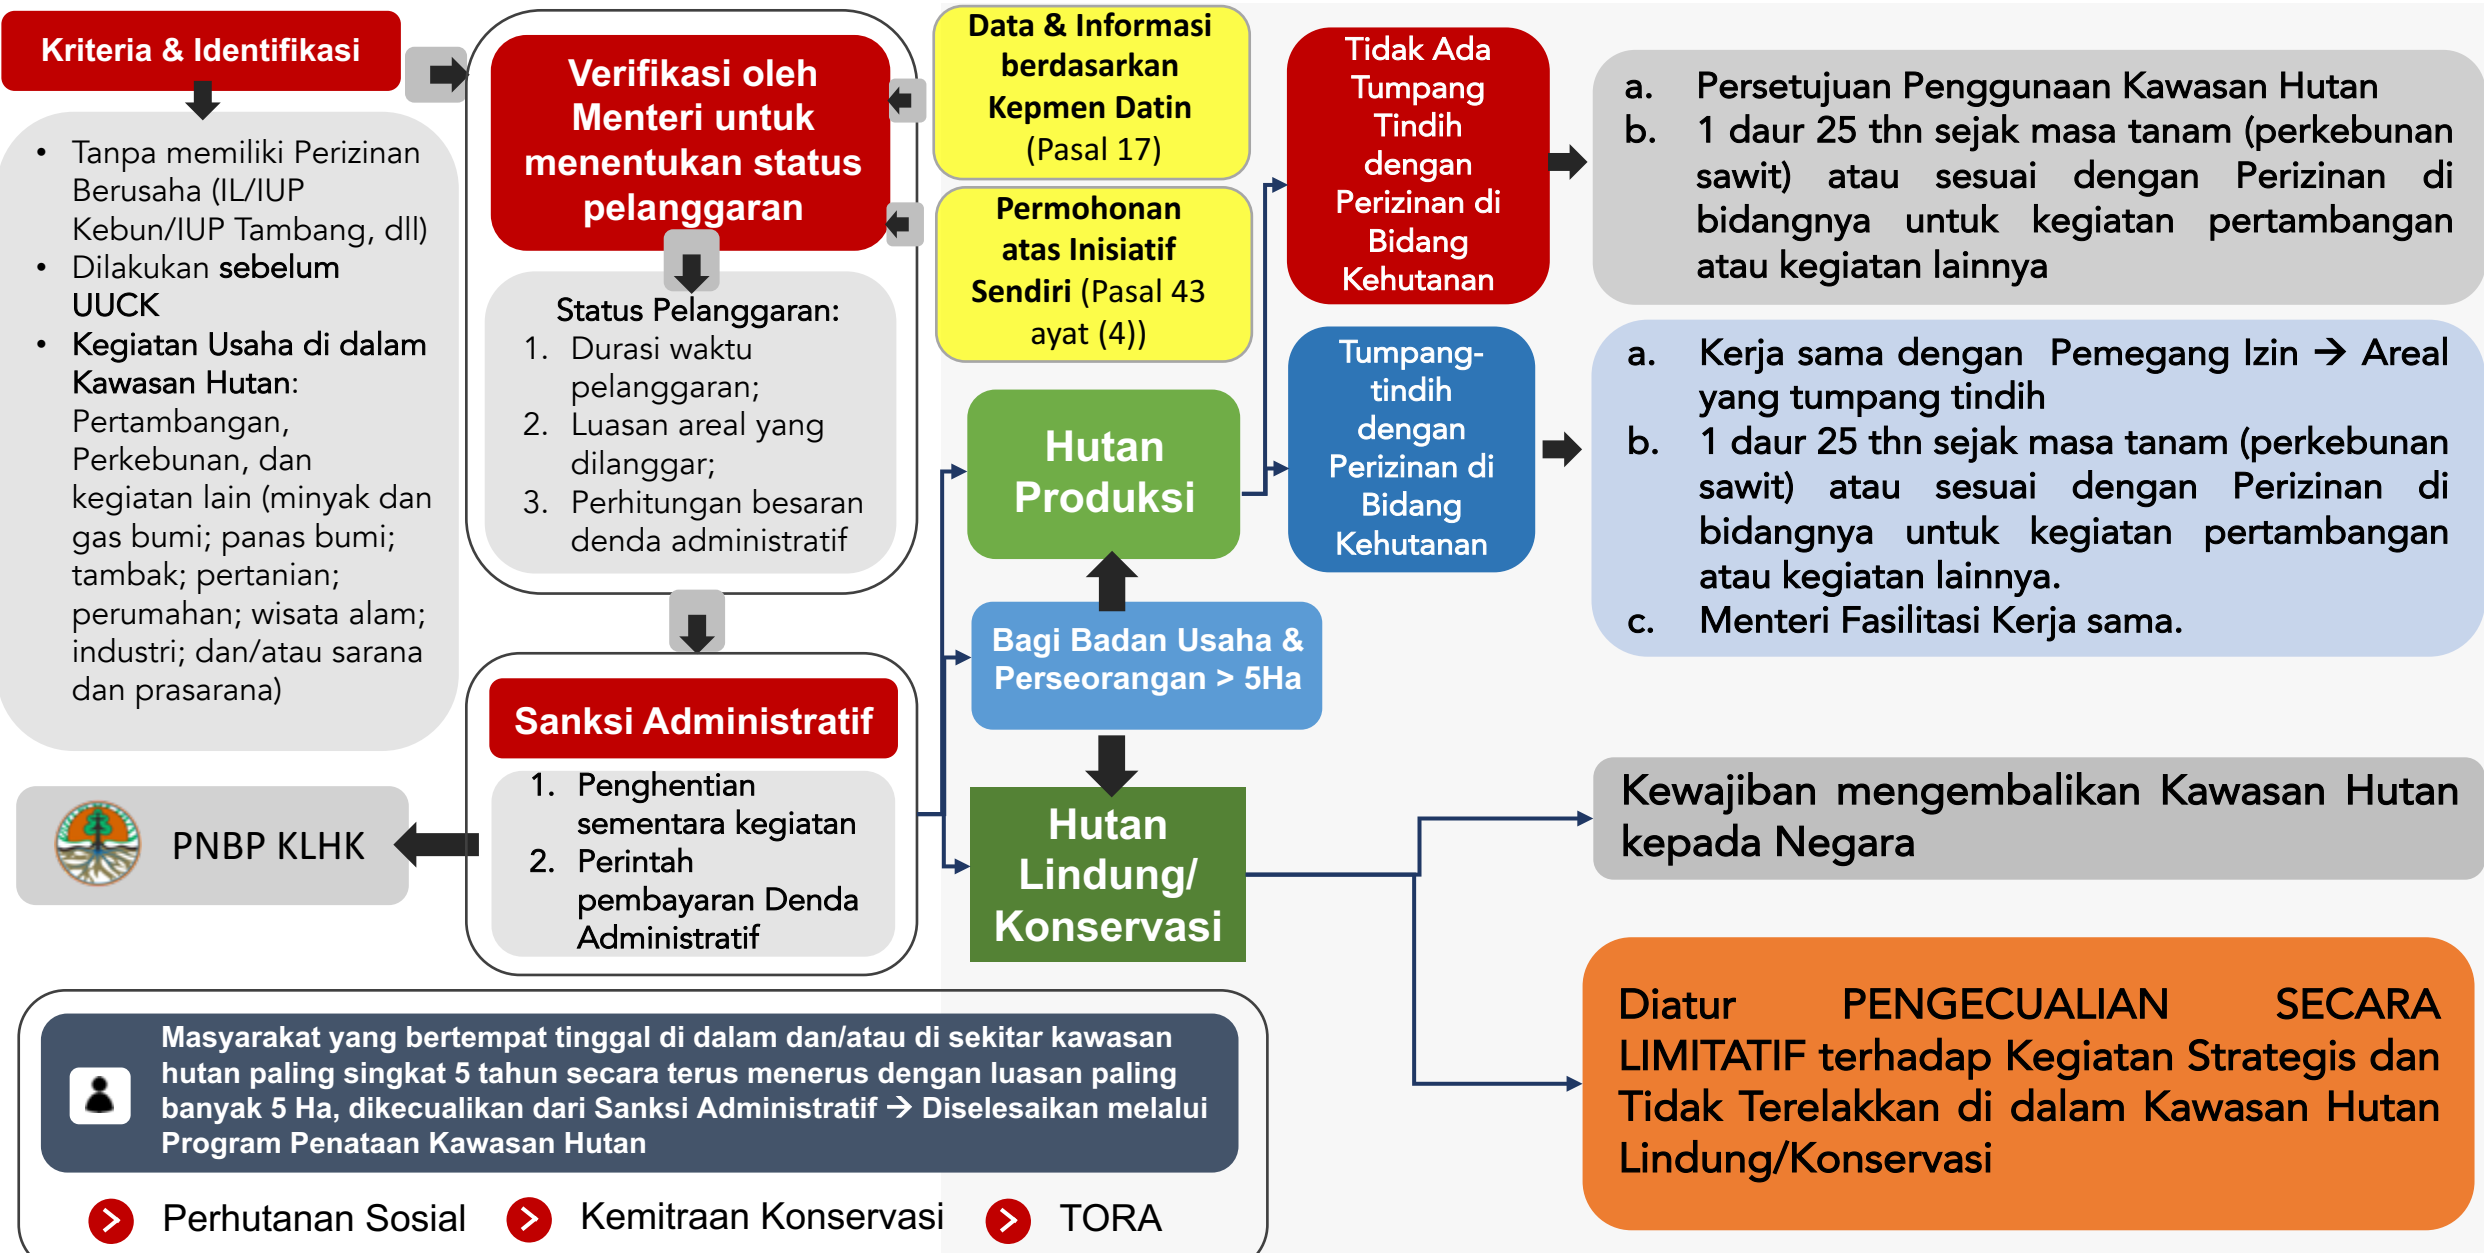 Kriteria & Identifikasi
• Tanpa memiliki Perizinan
Berusaha (IL/IUP
Kebun/IUP Tambang, dll)
• Dilakukan sebelum
UUCK
• Kegiatan Usaha di dalam
Kawasan Hutan:
Pertambangan,
Perkebunan, dan
kegiatan lain (minyak dan
gas bumi; panas bumi;
tambak; pertanian;
perumahan; wisata alam;
industri; dan/atau sarana
dan prasarana)
PNBP KLHK
Verifikasi oleh
Menteri untuk
menentukan status
pelanggaran
Status Pelanggaran:
1. Durasi waktu
pelanggaran;
2. Luasan areal yang
dilanggar;
3. Perhitungan besaran
denda administratif
Sanksi Administratif
1. Penghentian
sementara kegiatan
2. Perintah
pembayaran Denda
Administratif
Data & Informasi
berdasarkan
Kepmen Datin
(Pasal 17)
Permohonan
atas Inisiatif
Sendiri (Pasal 43
ayat (4))
Hutan
Produksi
Bagi Badan Usaha &
Perseorangan > 5Ha
Hutan
Lindung/
Konservasi
Tidak Ada
Tumpang
Tindih
dengan
Perizinan di
Bidang
Kehutanan
Tumpang-
tindih
dengan
Perizinan di
Bidang
Kehutanan
a. Persetujuan Penggunaan Kawasan Hutan
b. 1 daur 25 thn sejak masa tanam (perkebunan
sawit) atau sesuai dengan Perizinan di
bidangnya untuk kegiatan pertambangan
atau kegiatan lainnya
a. Kerja sama dengan Pemegang Izin → Areal
yang tumpang tindih
b. 1 daur 25 thn sejak masa tanam (perkebunan
sawit) atau sesuai dengan Perizinan di
bidangnya untuk kegiatan pertambangan
atau kegiatan lainnya.
c. Menteri Fasilitasi Kerja sama.
Kewajiban mengembalikan Kawasan Hutan
kepada Negara
Diatur PENGECUALIAN SECARA
LIMITATIF terhadap Kegiatan Strategis dan
Tidak Terelakkan di dalam Kawasan Hutan
Lindung/Konservasi
Masyarakat yang bertempat tinggal di dalam dan/atau di sekitar kawasan
hutan paling singkat 5 tahun secara terus menerus dengan luasan paling
banyak 5 Ha, dikecualikan dari Sanksi Administratif → Diselesaikan melalui
Program Penataan Kawasan Hutan
Perhutanan Sosial
Kemitraan Konservasi
TORA